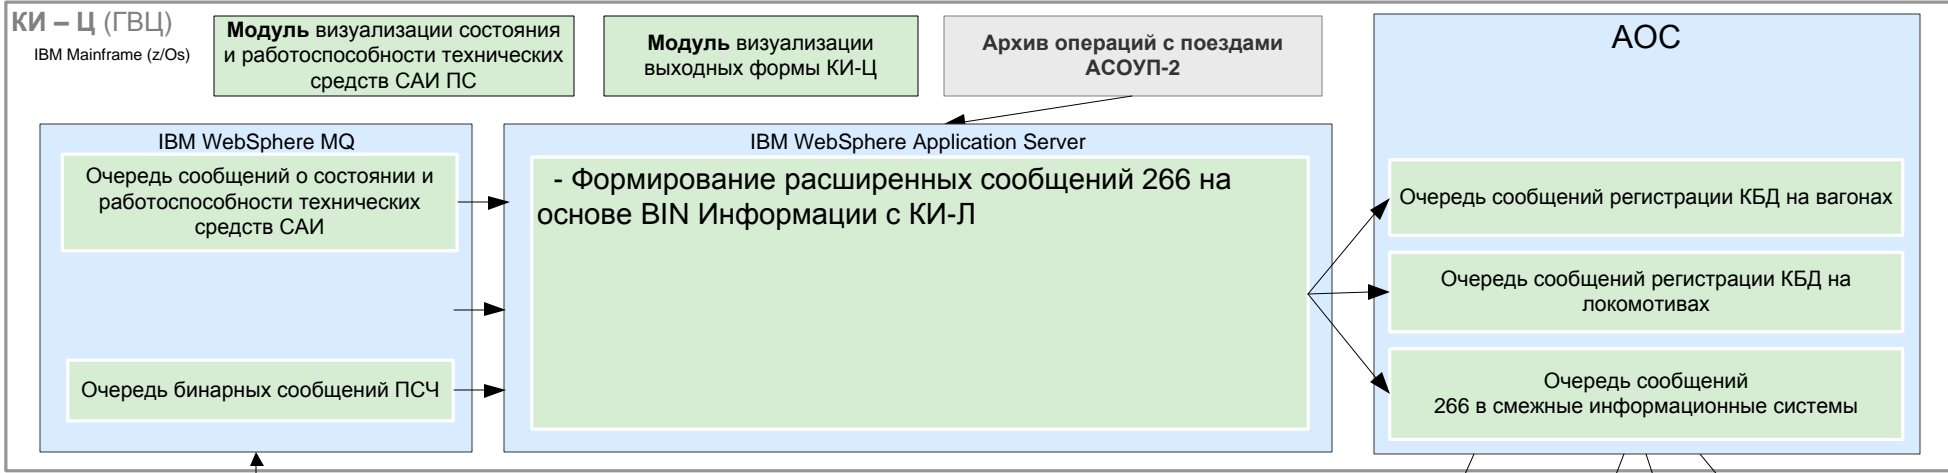 КИ – Ц (ГВЦ)
IBM Mainframe (z/Os)
Модуль визуализации состояния
и работоспособности технических
средств САИ ПС
Модуль визуализации
выходных формы КИ-Ц
Архив операций с поездами
АСОУП-2
АОС
IBM WebSphere MQ
Очередь сообщений о состоянии и
работоспособности технических
средств САИ
Очередь бинарных сообщений ПСЧ
IBM WebSphere Application Server
- Формирование расширенных сообщений 266 на
основе BIN Информации с КИ-Л
Очередь сообщений регистрации КБД на вагонах
Очередь сообщений регистрации КБД на
локомотивах
Очередь сообщений
266 в смежные информационные системы